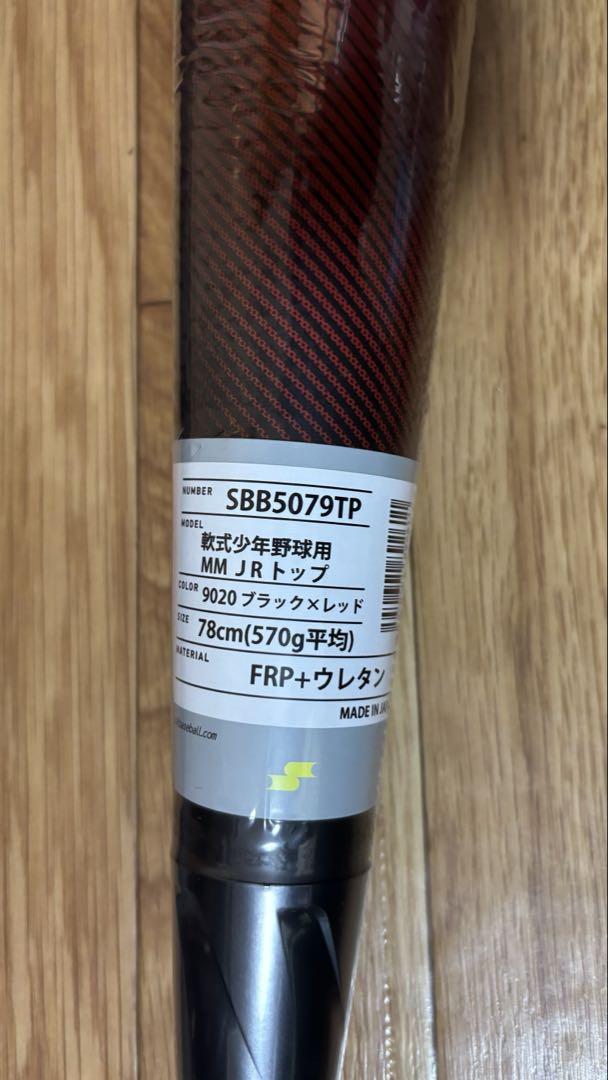 NUMBER SBB5079TP
MODEL
軟式少年野球用
MM JRトップ
COLOR 9020 ブラック×レッド
SIZE 78cm(570g平均)
MATERIAL
FRP+ウレタン
MADE IN